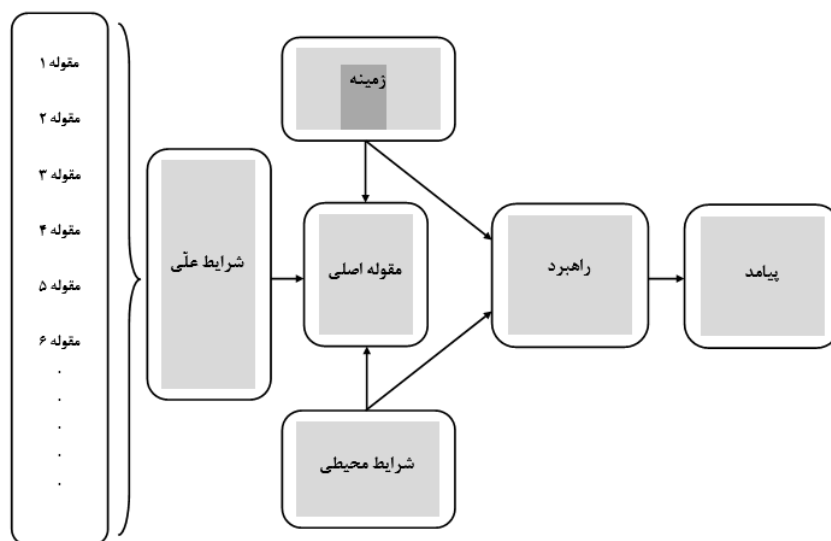 مقوله ۱
مقوله ۲
مقوله ۳
مقوله ۴
مقوله ۵
مقوله ۶
.
.
.
.
.
زمینه
شرایط علّی
مقوله اصلی
راهبرد
پیامد
شرایط محیطی